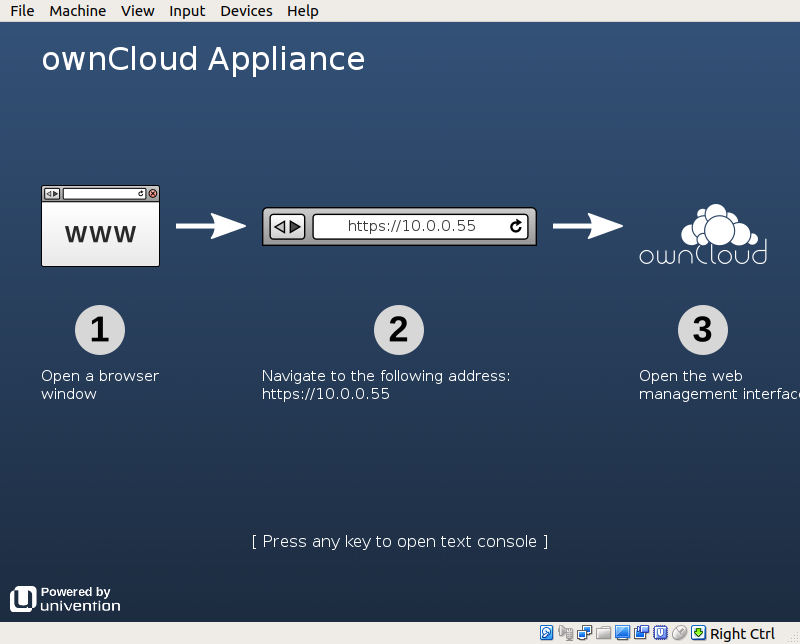 File Machine View Input Devices Help
ownCloud Appliance
www
https://10.0.0.55
ownCloud
1
2
3
Open a browser
window
Navigate to the following address:
https://10.0.0.55
Open the web
management interfac
[ Press any key to open text console ]
Powered by
univention
Right Ctrl